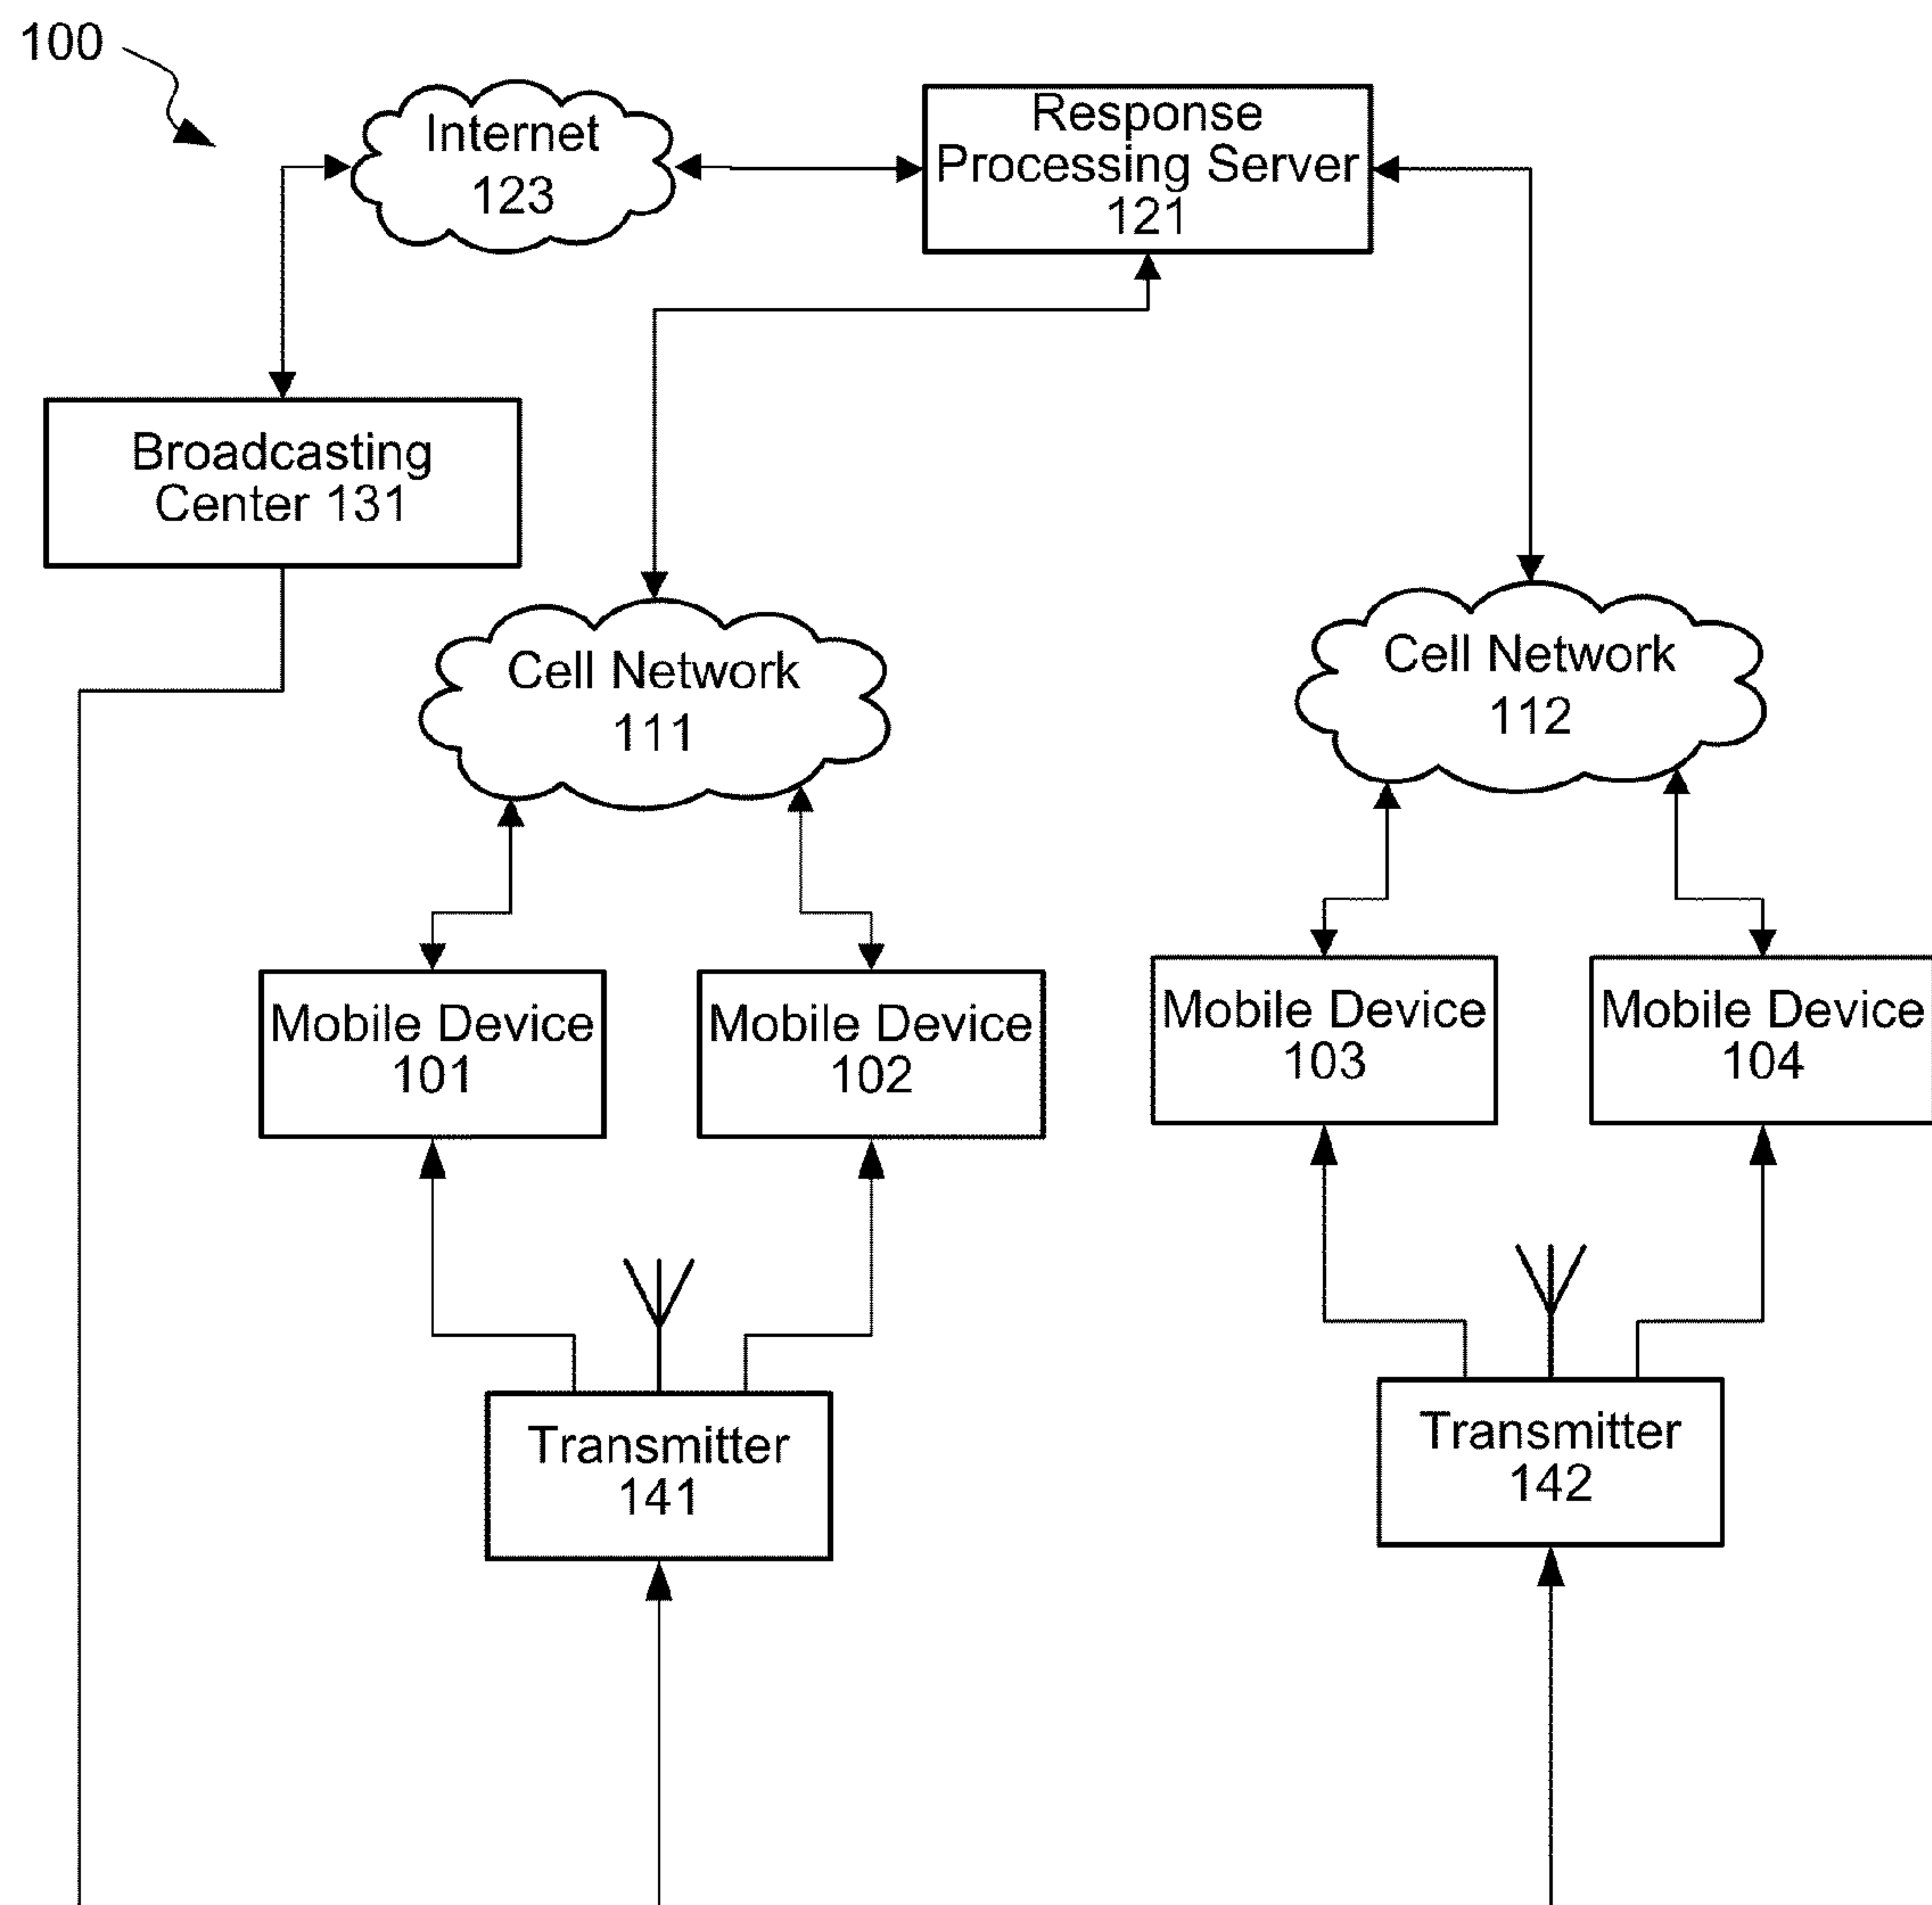 100
Internet
123
Response
Processing Server
121
Broadcasting
Center 131
Cell Network
111
Cell Network
112
Mobile Device
101
Mobile Device
102
Mobile Device
103
Mobile Device
104
Transmitter
141
Transmitter
142